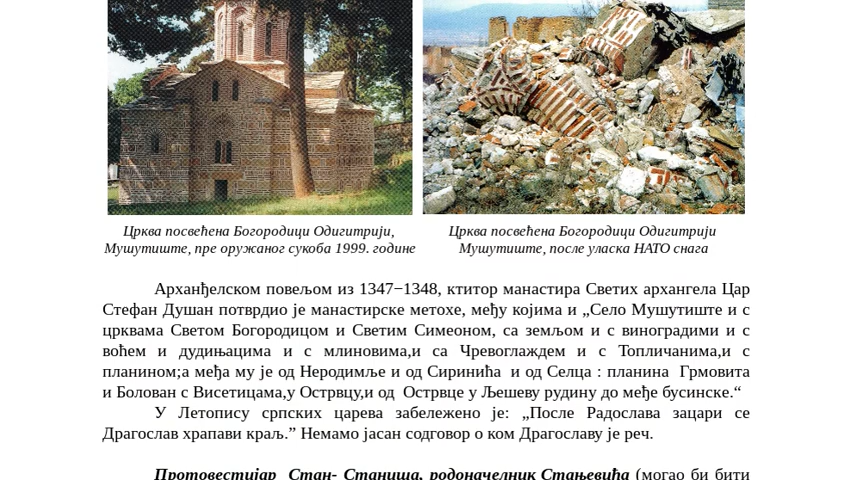 Црква посвећена Богородици Одигитрији,
Мушутиште, пре оружаног сукоба 1999. године
Црква посвећена Богородици Одигитрији
Мушутиште, после уласка НАТО снага
Арханђелском повељом из 1347−1348, ктитор манастира Светих архангела Цар
Стефан Душан потврдио је манастирске метохе, међу којима и „Село Мушутиште и с
црквама Светом Богородицом и Светим Симеоном, са земљом и с виноградими и с
воћем и дудињацима и с млиновима,и са Чревоглаждем и с Топличанима,и с
планином;а међа му је од Неродимље и од Сиринића и од Селца : планина Грмовита
и Болован с Висетицама,у Острвцу,и од Острвце у Љешеву рудину до међе бусинске.“
У Летопису српских царева забележено је: „После Радослава зацари се
Драгослав храпави краљ.” Немамо јасан содговор о ком Драгославу је реч.
Протовестијар Стан- Станиша, родоначелник Стањевића (могао би бити